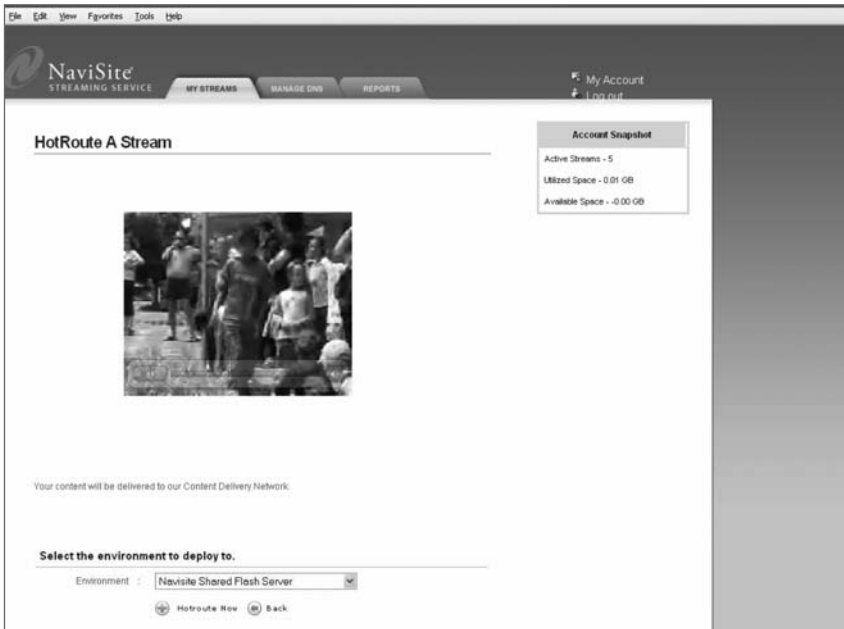 File Edit View Favorites Tools Help
NaviSite
STREAMING SERVICE
MY STREAMS MANAGE DNS REPORTS
My Account
Log out
HotRoute A Stream
Account Snapshot
Active Streams - 5
Utilized Space - 0.01 GB
Available Space - -0.00 GB
Your content will be delivered to our Content Delivery Network
Select the environment to deploy to.
Environment : Navisite Shared Flash Server
Hotroute Now Back